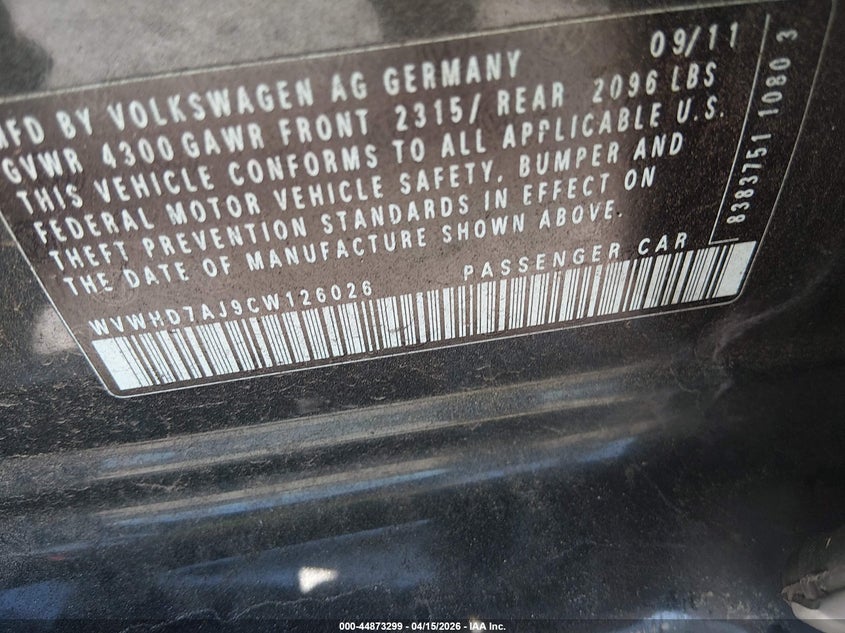 09/11
MFD BY VOLKSWAGEN AG GERMANY
GVWR 4300 GAWR FRONT 2315/ REAR 2096 LBS
THIS VEHICLE CONFORMS TO ALL APPLICABLE U.S.
FEDERAL MOTOR VEHICLE SAFETY, BUMPER AND
THEFT PREVENTION STANDARDS IN EFFECT ON
THE DATE OF MANUFACTURE SHOWN ABOVE.
WVWHD7AJ9CW126026 PASSENGER CAR
8383751 1080 3
000-44873299 - 04/15/2026 - IAA Inc.